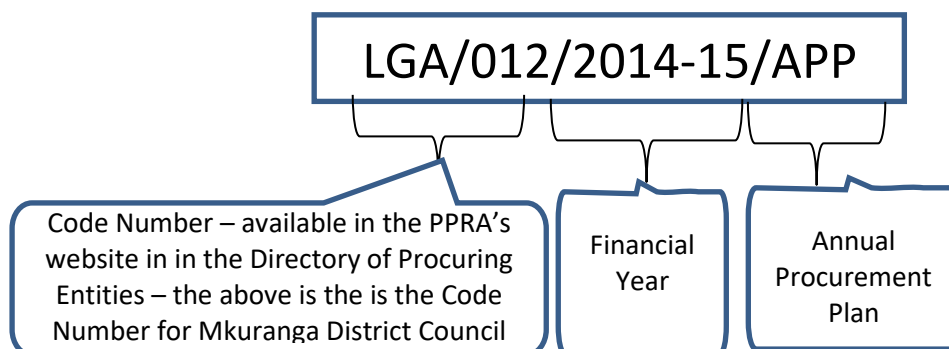 LGA/012/2014-15/APP
Code Number – available in the PPRA's
website in in the Directory of Procuring
Entities – the above is the is the Code
Number for Mkuranga District Council
Financial
Year
Annual
Procurement
Plan